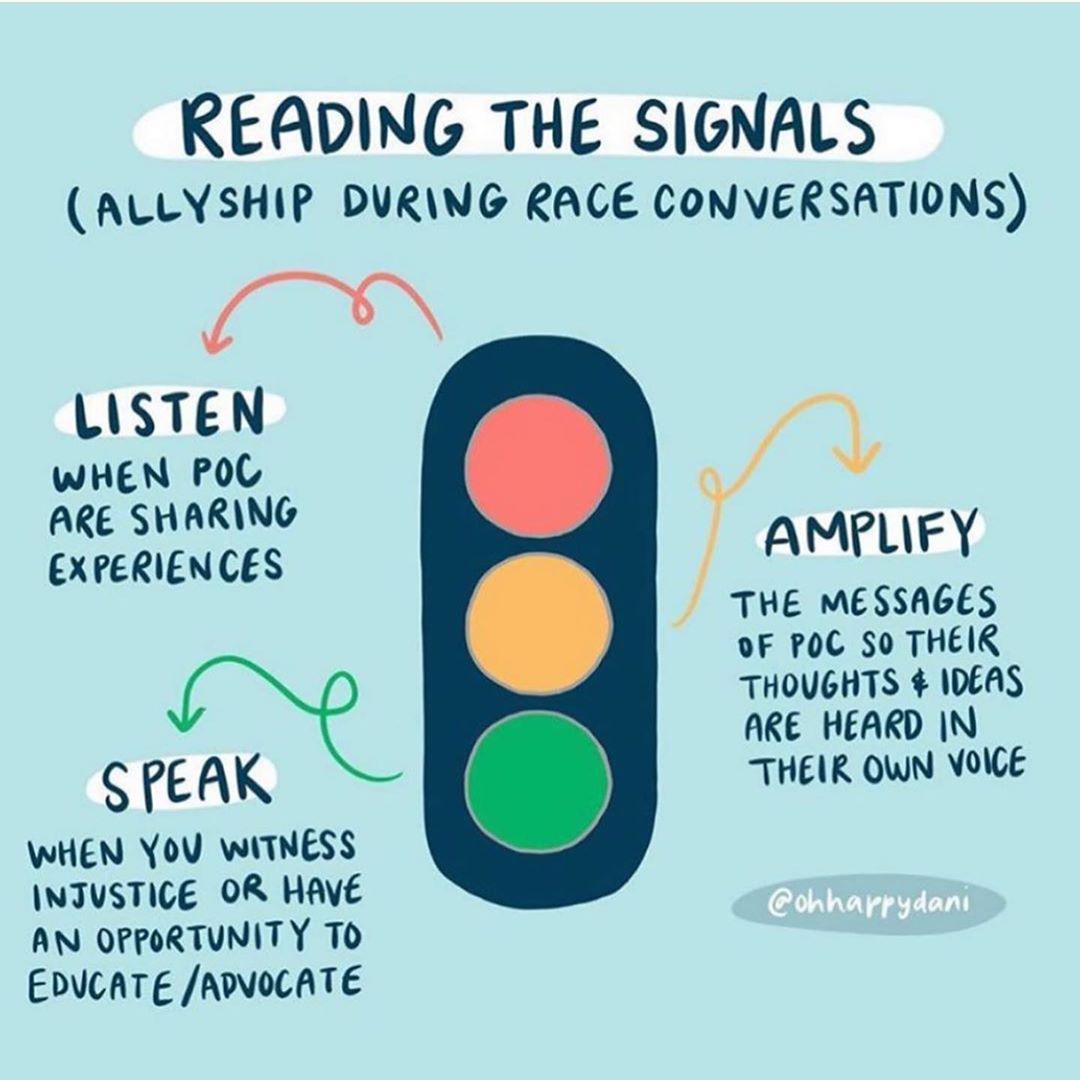 READING THE SIGNALS
(ALLYSHIP DURING RACE CONVERSATIONS)
LISTEN
WHEN POC
ARE SHARING
EXPERIENCES
AMPLIFY
THE MESSAGES
OF POC SO THEIR
THOUGHTS & IDEAS
ARE HEARD IN
THEIR OWN VOICE
SPEAK
WHEN YOU WITNESS
INJUSTICE OR HAVE
AN OPPORTUNITY TO
EDUCATE/ADVOCATE
@ohhappydani